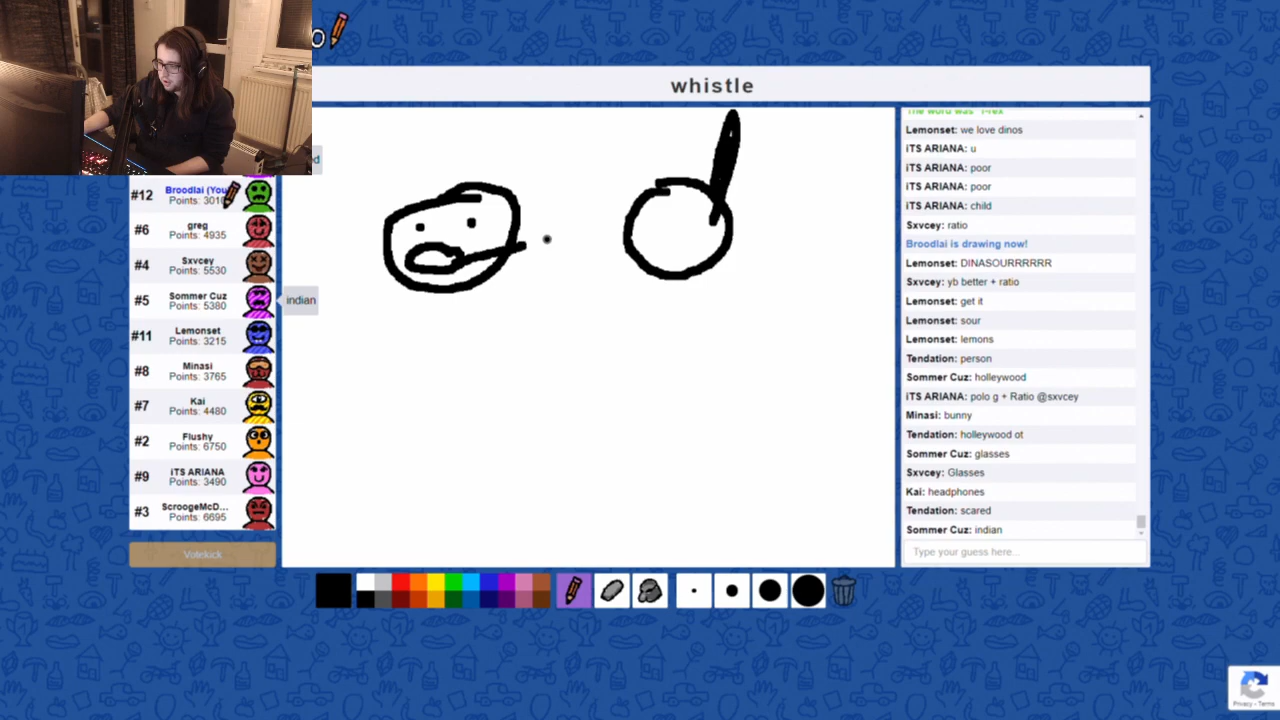 whistle
#12
Broodlai (You
Points: 3010
#6
greg
Points: 4935
#4
Sxvcey
Points: 5530
#5
Sommer Cuz
Points: 5380
indian
#11
Lemonset
Points: 3215
#8
Minasi
Points: 3765
#7
Kai
Points: 4480
#2
Flushy
Points: 6750
#9
iTS ARIANA
Points: 3490
#3
ScroogeMcD...
Points: 6695
Votekick
The word was 'T-rex'
Lemonset: we love dinos
iTS ARIANA: u
iTS ARIANA: poor
iTS ARIANA: poor
iTS ARIANA: child
Sxvcey: ratio
Broodlai is drawing now!
Lemonset: DINASOURRRRRR
Sxvcey: yb better + ratio
Lemonset: get it
Lemonset: sour
Lemonset: lemons
Tendation: person
Sommer Cuz: holleywood
iTS ARIANA: polo g + Ratio @sxvcey
Minasi: bunny
Tendation: holleywood ot
Sommer Cuz: glasses
Sxvcey: Glasses
Kai: headphones
Tendation: scared
Sommer Cuz: indian
Type your guess here...
Privacy - Terms